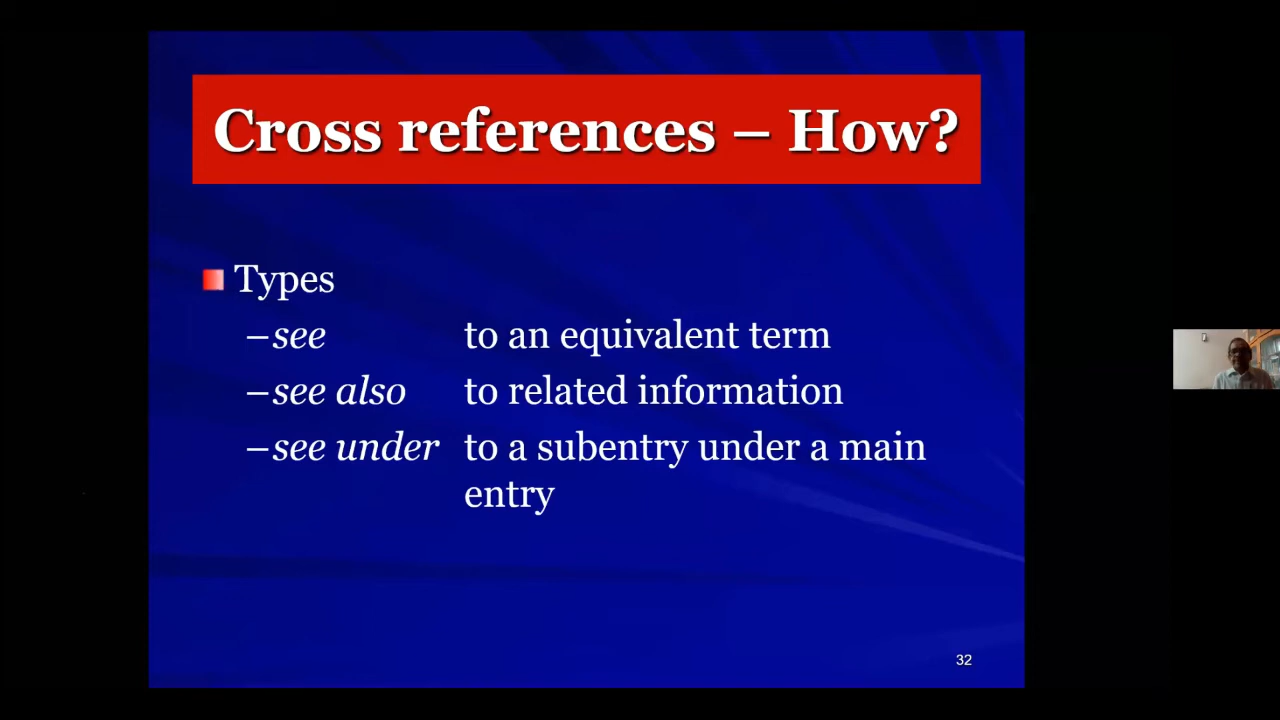 Cross references – How?
Types
–see to an equivalent term
–see also to related information
–see under to a subentry under a main
entry
32